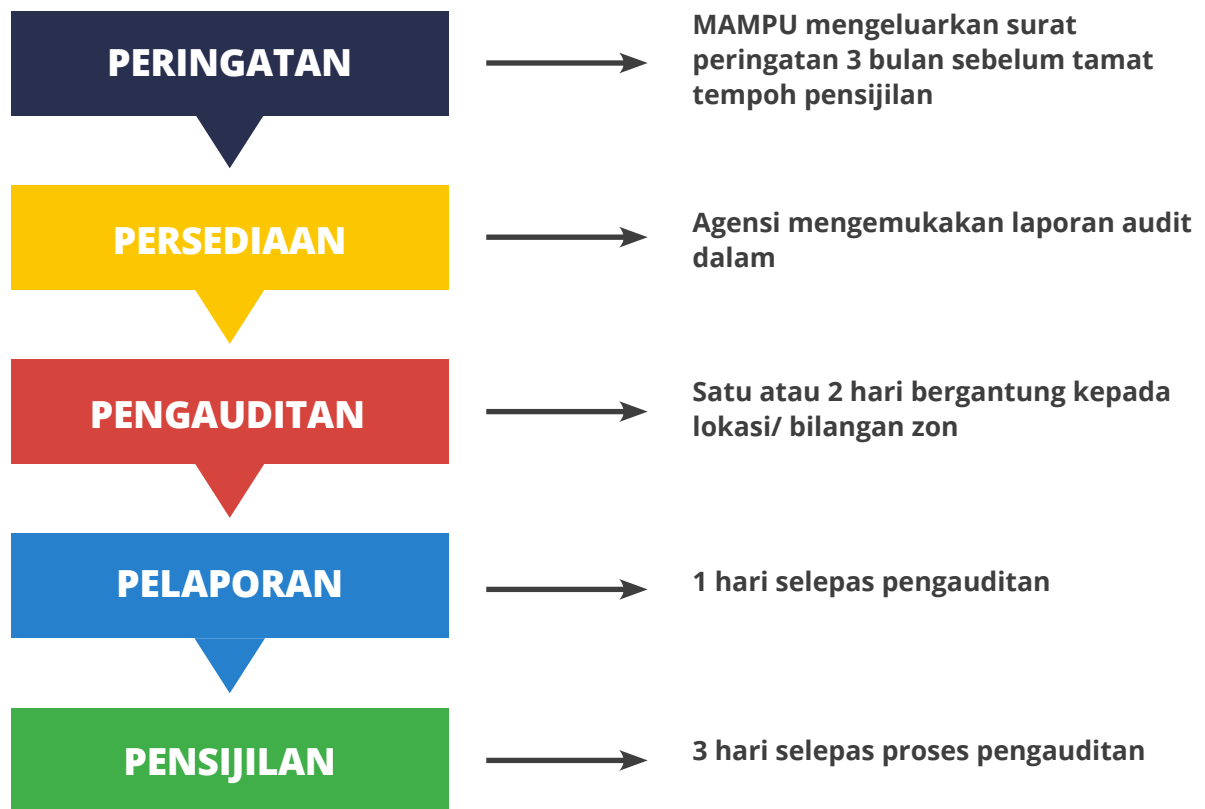 PERINGATAN
MAMPU mengeluarkan surat
peringatan 3 bulan sebelum tamat
tempoh pensijilan
PERSEDIAAN
Agensi mengemukakan laporan audit
dalam
PENGAUDITAN
Satu atau 2 hari bergantung kepada
lokasi/ bilangan zon
PELAPORAN
1 hari selepas pengauditan
PENSIJILAN
3 hari selepas proses pengauditan